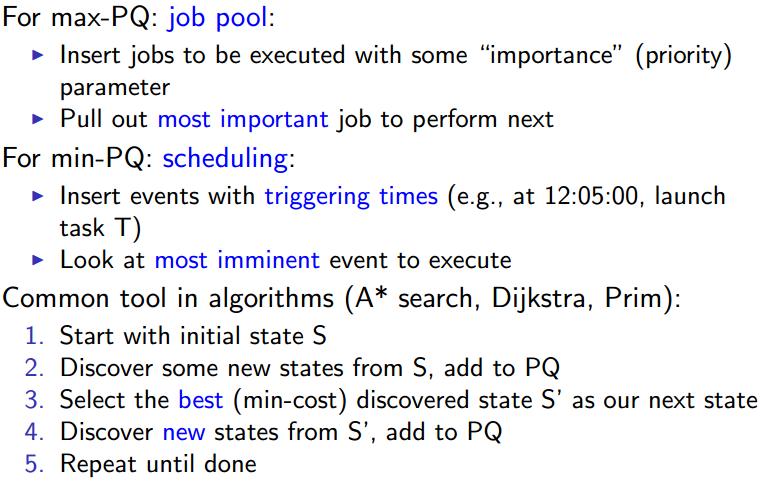 For max-PQ: job pool:
▶ Insert jobs to be executed with some “importance” (priority)
parameter
▶ Pull out most important job to perform next
For min-PQ: scheduling:
▶ Insert events with triggering times (e.g., at 12:05:00, launch
task T)
▶ Look at most imminent event to execute
Common tool in algorithms (A* search, Dijkstra, Prim):
1. Start with initial state S
2. Discover some new states from S, add to PQ
3. Select the best (min-cost) discovered state S’ as our next state
4. Discover new states from S’, add to PQ
5. Repeat until done